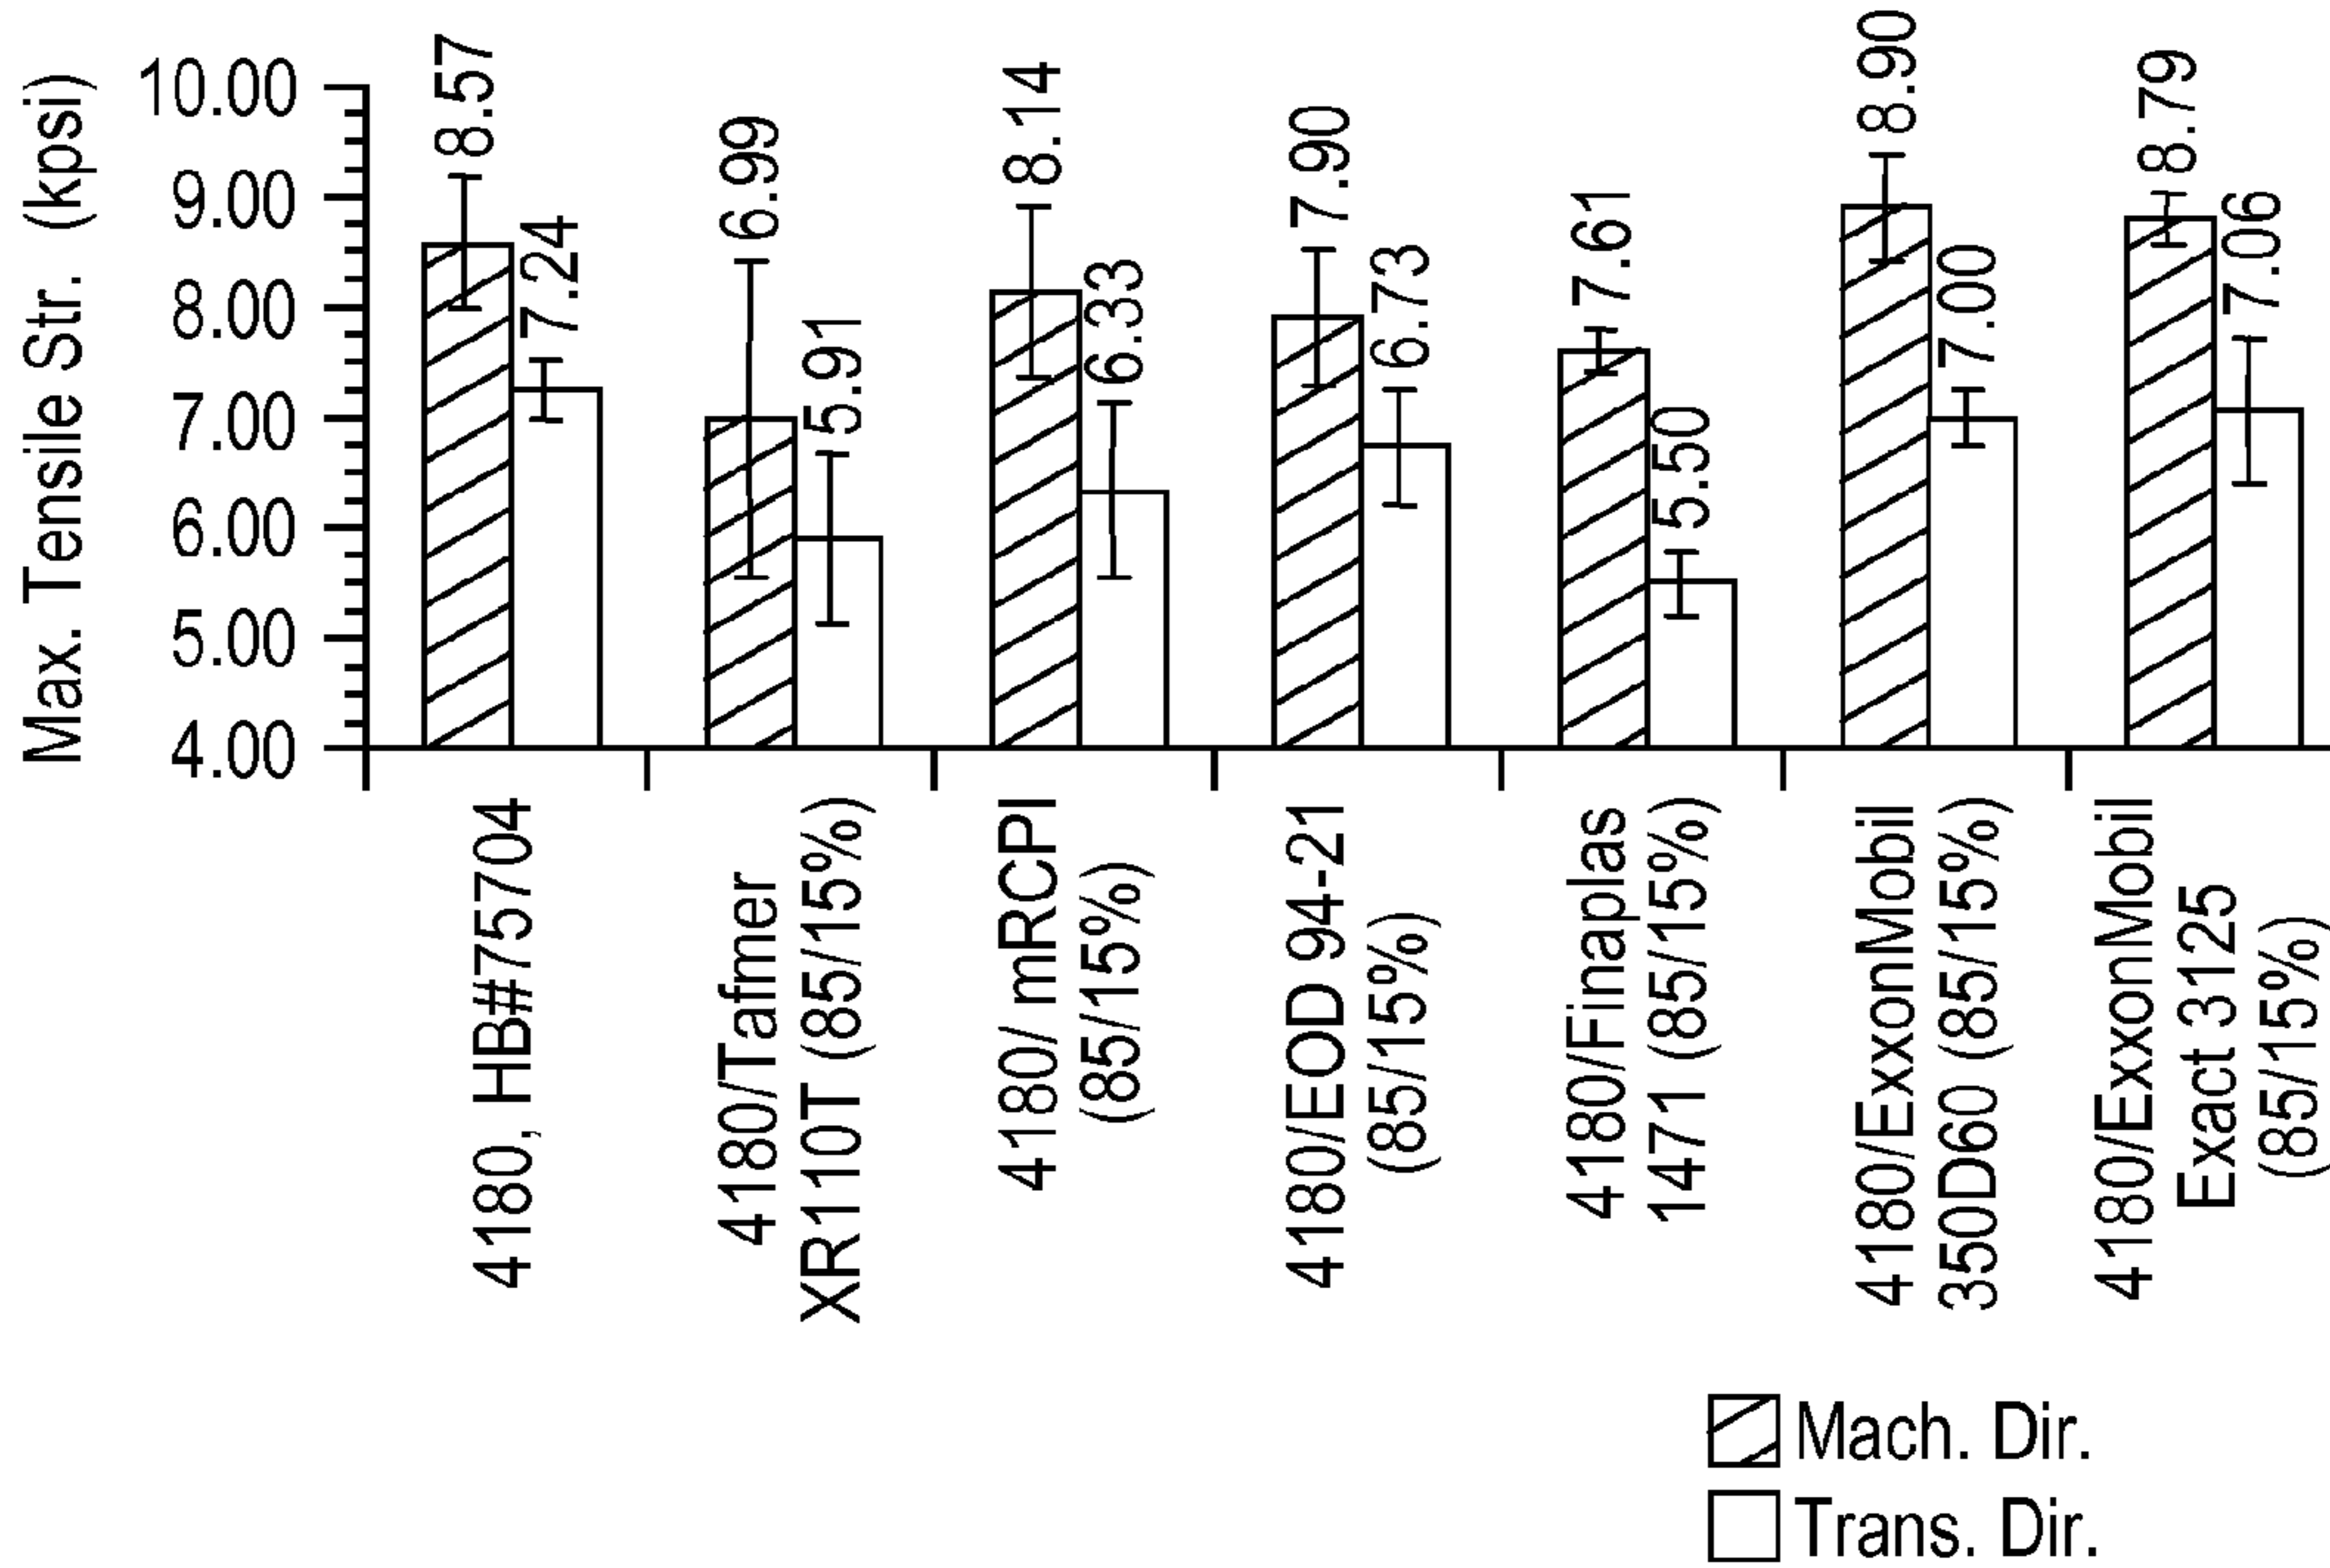 Max. Tensile Str. (kpsi)
10.00
9.00
8.00
7.00
6.00
5.00
4.00
8.57
7.24
6.99
5.91
8.14
6.33
7.90
6.73
7.61
5.50
8.90
7.00
8.79
7.06
4180, HB#75704
4180/Tafmer
XR110T (85/15%)
4180/ mRCPI
(85/15%)
4180/EOD 94-21
(85/15%)
4180/Finaplas
1471 (85/15%)
4180/ExxonMobil
350D60 (85/15%)
4180/ExxonMobil
Exact 3125
(85/15%)
Mach. Dir.
Trans. Dir.